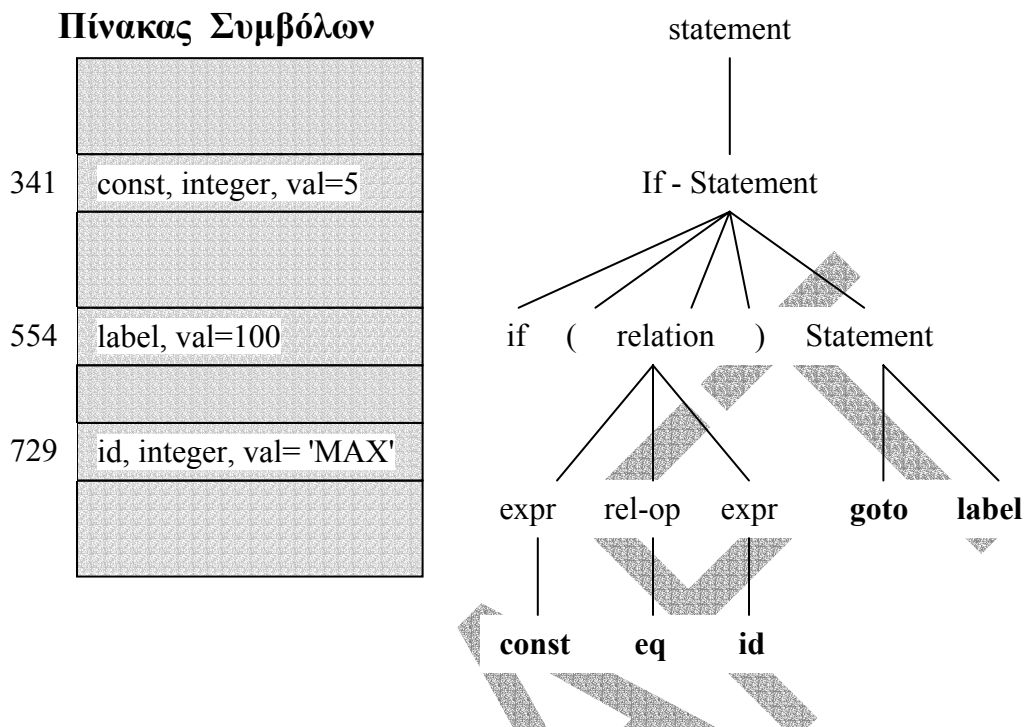 Πίνακας Συμβόλων
341 const, integer, val=5
554 label, val=100
729 id, integer, val= 'MAX'
statement
If - Statement
if ( relation ) Statement
expr rel-op expr goto label
const eq id